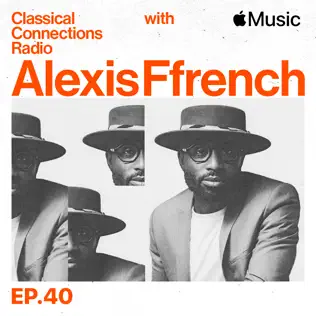 Classical with Music
Connections
Radio
Alexis Ffrench
EP.40